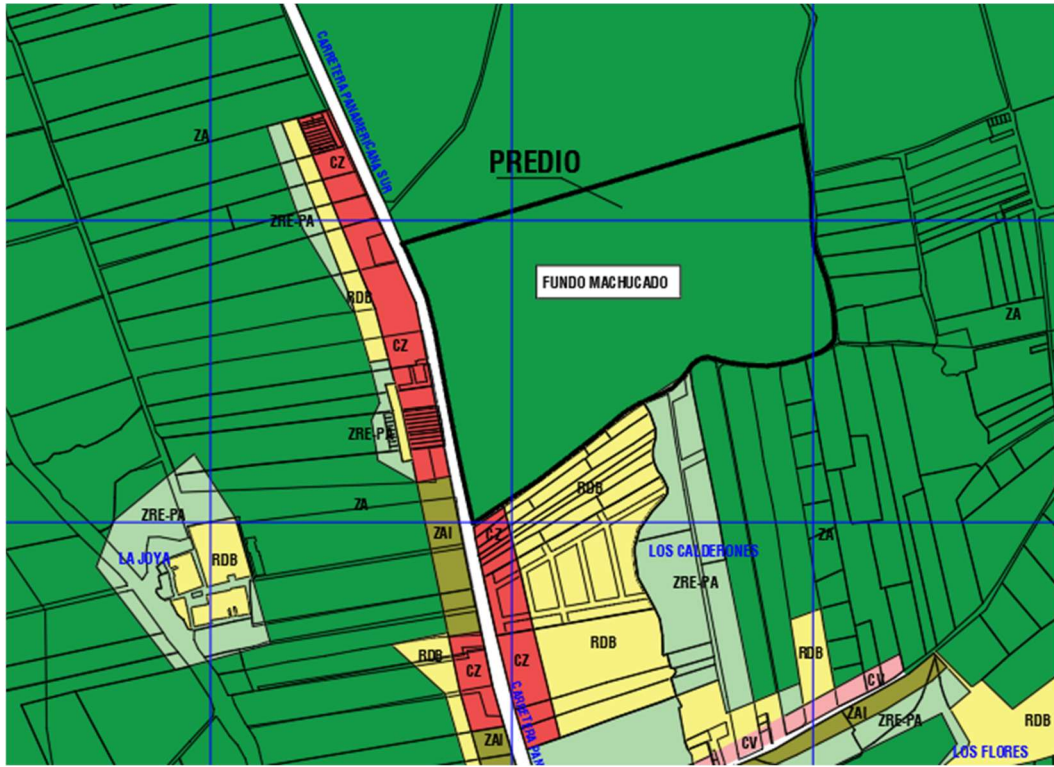 CARRETERA PANAMERICANA SUR
ZA
CZ
PREDIO
ZRE-PA
RDB
FUNDO MACHUCADO
ZA
CZ
ZRE-PA
RDB
ZRE-PA
ZA
ZAI
CZ
LA JOYA
RDB
LOS CALDERONES
ZA
ZRE-PA
RDB
CZ
RDB
CZ
RDB
CARRETERA PAN
CV
ZAI
ZRE-PA
RDB
ZAI
CV
LOS FLORES